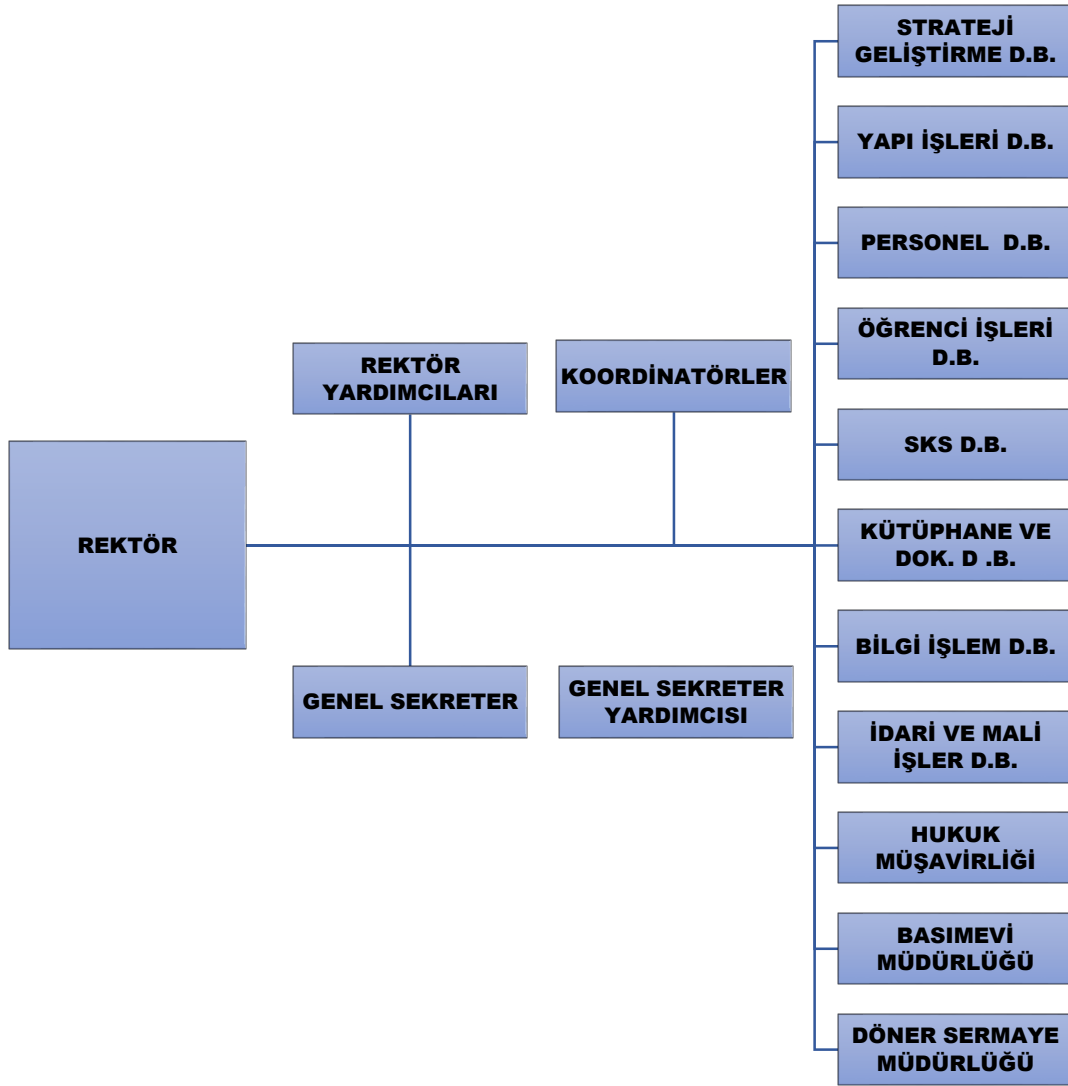 REKTÖR
REKTÖR
YARDIMCILARI
KOORDİNATÖRLER
GENEL SEKRETER
GENEL SEKRETER
YARDIMCISI
STRATEJİ
GELİŞTİRME D.B.
YAPI İŞLERİ D.B.
PERSONEL  D.B.
ÖĞRENCİ İŞLERİ
D.B.
SKS D.B.
KÜTÜPHANE VE
DOK. D .B.
BİLGİ İŞLEM D.B.
İDARİ VE MALİ
İŞLER D.B.
HUKUK
MÜŞAVİRLİĞİ
BASIMEVİ
MÜDÜRLÜĞÜ
DÖNER SERMAYE
MÜDÜRLÜĞÜ